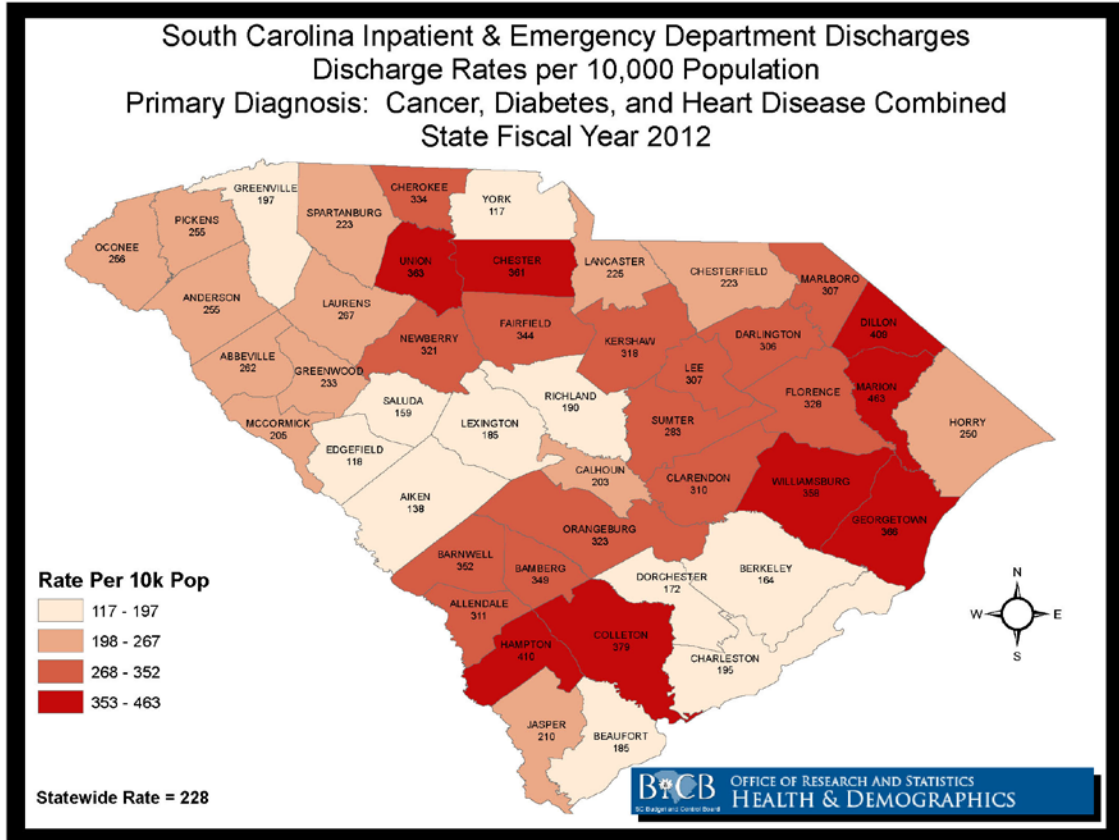 South Carolina Inpatient & Emergency Department Discharges
Discharge Rates per 10,000 Population
Primary Diagnosis: Cancer, Diabetes, and Heart Disease Combined
State Fiscal Year 2012
GREENVILLE
197
CHEROKEE
334
YORK
117
PICKENS
255
SPARTANBURG
223
OCONEE
266
UNION
363
CHESTER
361
LANCASTER
225
CHESTERFIELD
223
MARLBORO
307
ANDERSON
255
LAURENS
267
DILLON
409
NEWBERRY
321
FAIRFIELD
344
KERSHAW
318
DARLINGTON
306
ABBEVILLE
262
GREENWOOD
233
LEE
307
FLORENCE
328
MARION
463
SALUDA
159
RICHLAND
190
MCCORMICK
205
LEXINGTON
185
SUMTER
283
HORRY
250
EDGEFIELD
118
CALHOUN
203
CLARENDON
310
WILLIAMSBURG
356
AIKEN
138
GEORGETOWN
366
ORANGEBURG
323
BARNWELL
352
BAMBERG
349
DORCHESTER
172
BERKELEY
164
ALLENDALE
311
HAMPTON
410
COLLETON
379
CHARLESTON
195
JASPER
210
BEAUFORT
185
Rate Per 10k Pop
117 - 197
198 - 267
268 - 352
353 - 463
N
W
E
S
Statewide Rate = 228
B CB
SC Budget and Control Board
OFFICE OF RESEARCH AND STATISTICS
HEALTH & DEMOGRAPHICS